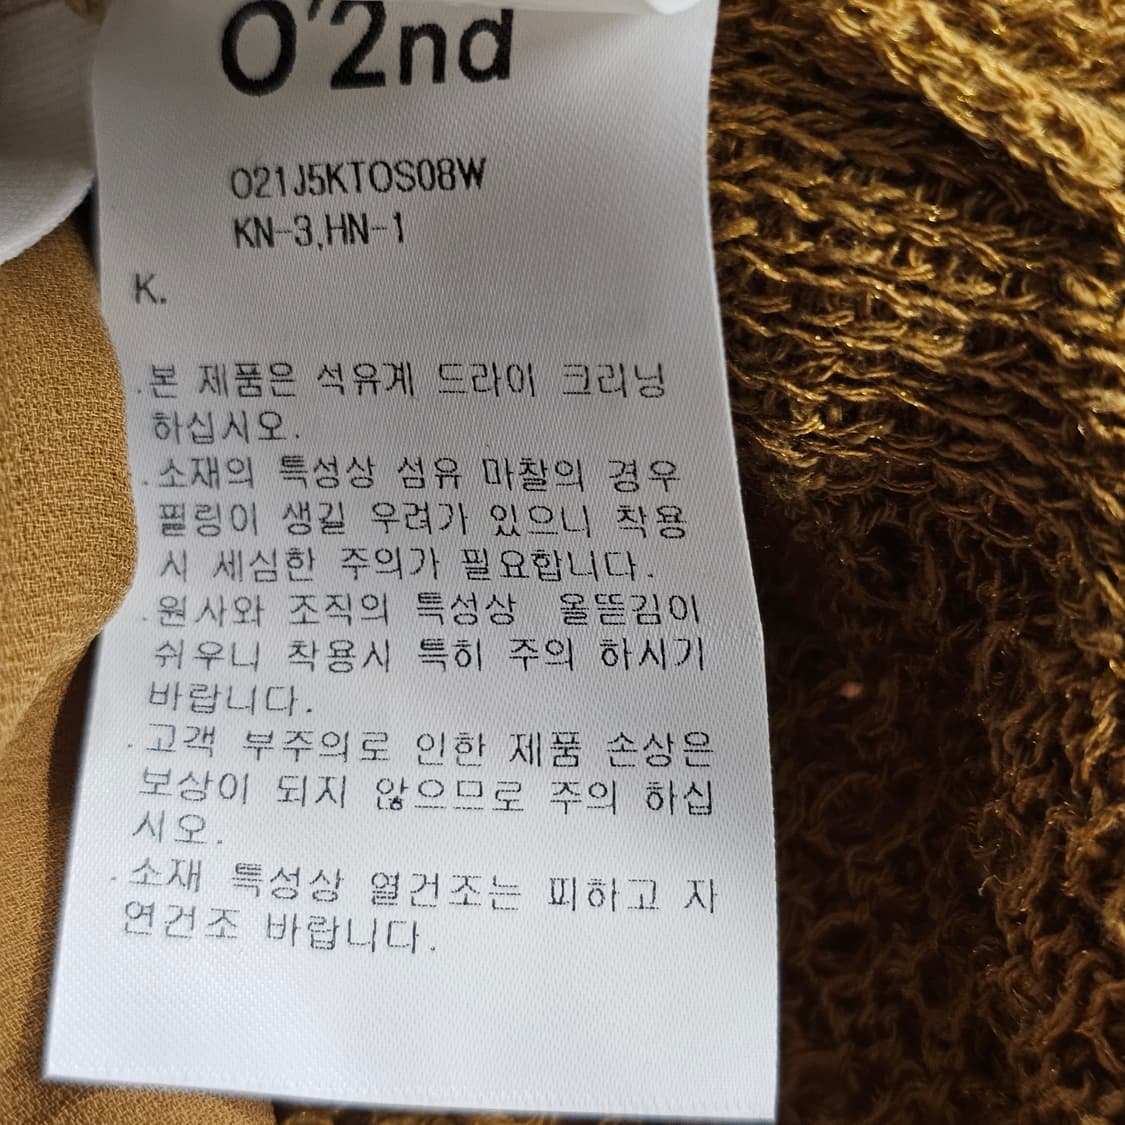 O'2nd
O21J5KTOS08W
KN-3,HN-1
K.
.본 제품은 석유계 드라이 크리닝
하십시오.
.소재의 특성상 섬유 마찰의 경우
필링이 생길 우려가 있으니 착용
시 세심한 주의가 필요합니다.
.원사와 조직의 특성상 올뜯김이
쉬우니 착용시 특히 주의 하시기
바랍니다.
.고객 부주의로 인한 제품 손상은
보상이 되지 않으므로 주의 하십
시오.
.소재 특성상 열건조는 피하고 자
연건조 바랍니다.